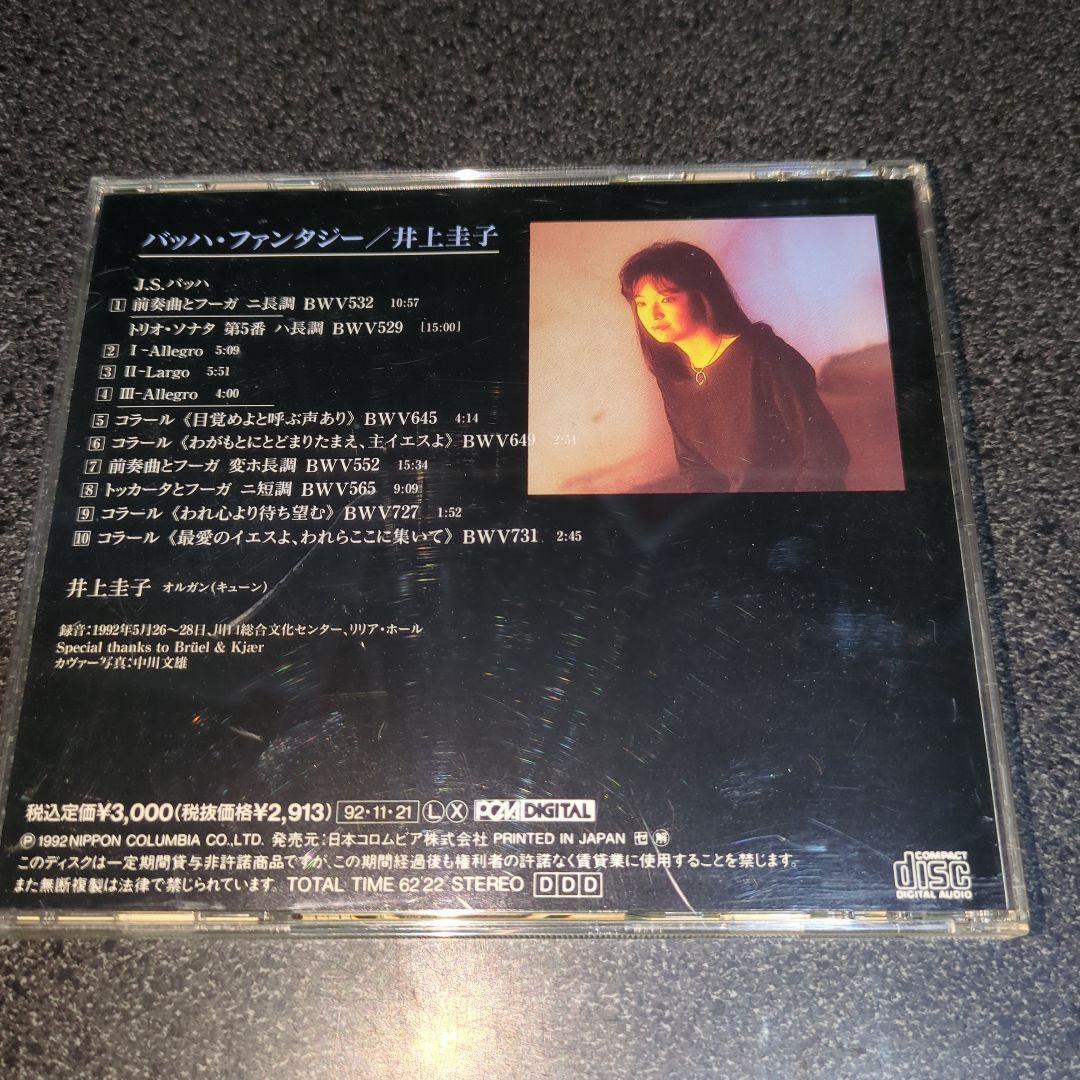 バッハ・ファンタジー／井上圭子
J.S.バッハ
1 前奏曲とフーガ ニ長調 BWV532 10:57
トリオ・ソナタ 第5番 ハ長調 BWV529 [15:00]
2 I-Allegro 5:09
3 II-Largo 5:51
4 III-Allegro 4:00
5 コラール《目覚めよと呼ぶ声あり》BWV645 4:14
6 コラール《わがもとにとどまりたまえ、主イエスよ》BWV649 2:51
7 前奏曲とフーガ 変ホ長調 BWV552 15:34
8 トッカータとフーガ ニ短調 BWV565 9:09
9 コラール《われ心より待ち望む》BWV727 1:52
10 コラール《最愛のイエスよ、われらここに集いて》BWV731 2:45
井上圭子 オルガン(キューン)
録音:1992年5月26〜28日、川口総合文化センター、リリア・ホール
Special thanks to Brüel & Kjær
カヴァー写真:中川文雄
税込定価¥3,000(税抜価格¥2,913) 92・11・21 L X PCM DIGITAL
Ⓟ1992 NIPPON COLUMBIA CO.,LTD. 発売元:日本コロムビア株式会社 PRINTED IN JAPAN 七 解
このディスクは一定期間貸与非許諾商品ですが、この期間経過後も権利者の許諾なく賃貸業に使用することを禁じます。
また無断複製は法律で禁じられています。 TOTAL TIME 62'22" STEREO DDD
COMPACT
disc
DIGITAL AUDIO